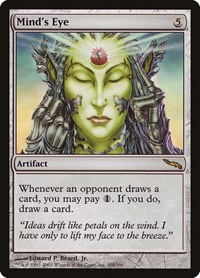 Mind's Eye 5
Artifact
Whenever an opponent draws a
card, you may pay 1. If you do,
draw a card.
"Ideas drift like petals on the wind. I
have only to lift my face to the breeze."
Edward P. Beard, Jr.